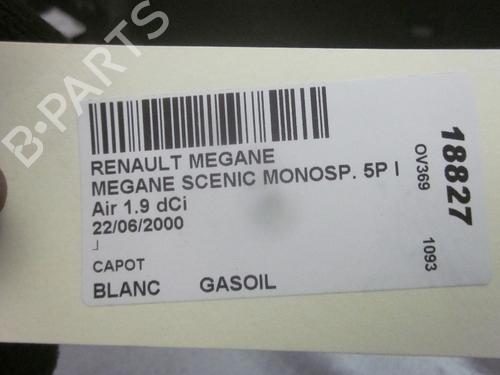 B-PARTS
RENAULT MEGANE
MEGANE SCENIC MONOSP. 5P I
Air 1.9 dCi
22/06/2000
CAPOT
BLANC GASOIL
OV369 1093
18827